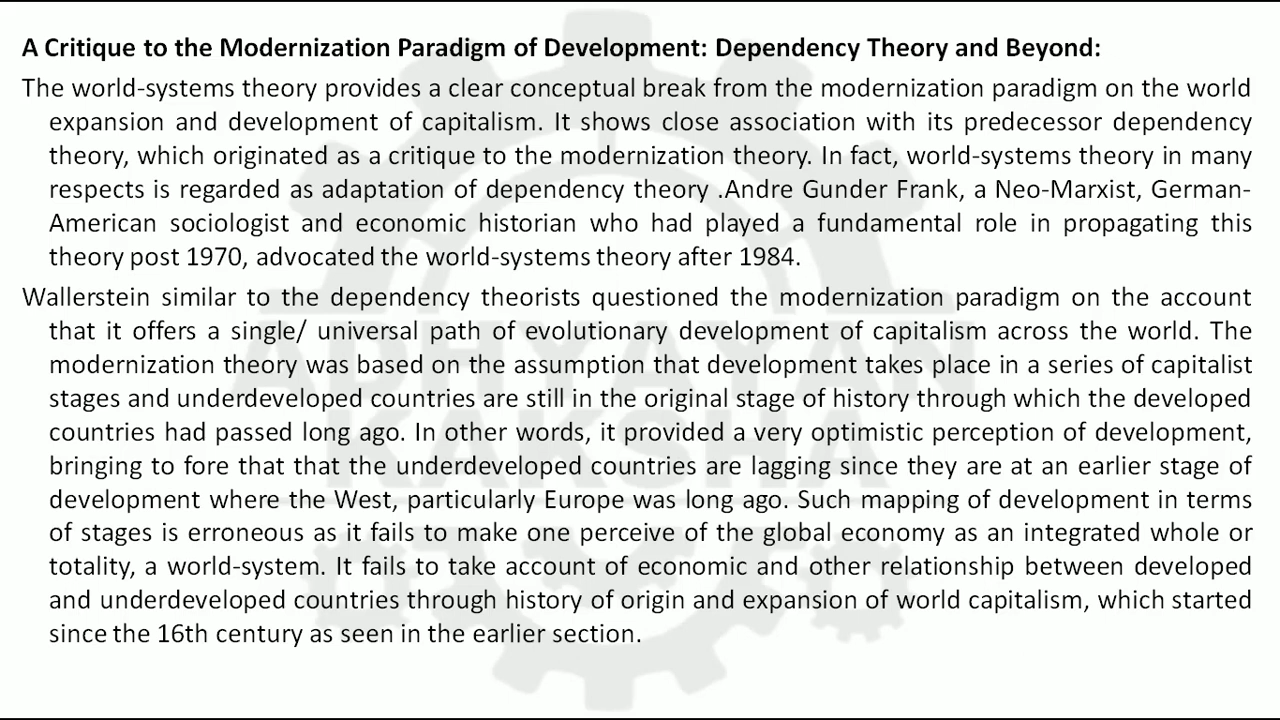 A Critique to the Modernization Paradigm of Development: Dependency Theory and Beyond:
The world-systems theory provides a clear conceptual break from the modernization paradigm on the world
expansion and development of capitalism. It shows close association with its predecessor dependency
theory, which originated as a critique to the modernization theory. In fact, world-systems theory in many
respects is regarded as adaptation of dependency theory .Andre Gunder Frank, a Neo-Marxist, German-
American sociologist and economic historian who had played a fundamental role in propagating this
theory post 1970, advocated the world-systems theory after 1984.
Wallerstein similar to the dependency theorists questioned the modernization paradigm on the account
that it offers a single/ universal path of evolutionary development of capitalism across the world. The
modernization theory was based on the assumption that development takes place in a series of capitalist
stages and underdeveloped countries are still in the original stage of history through which the developed
countries had passed long ago. In other words, it provided a very optimistic perception of development,
bringing to fore that that the underdeveloped countries are lagging since they are at an earlier stage of
development where the West, particularly Europe was long ago. Such mapping of development in terms
of stages is erroneous as it fails to make one perceive of the global economy as an integrated whole or
totality, a world-system. It fails to take account of economic and other relationship between developed
and underdeveloped countries through history of origin and expansion of world capitalism, which started
since the 16th century as seen in the earlier section.
ADHYAYAN
KAKSHA